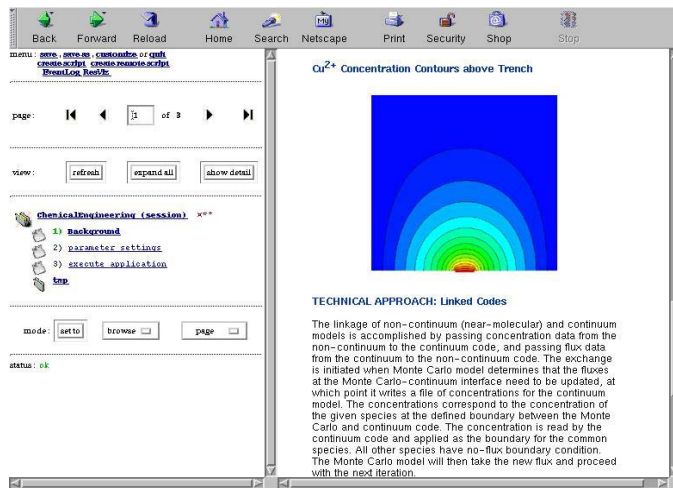 Back Forward Reload Home Search Netscape Print Security Shop Stop
My
menu : save , save as , customize or quit
create script create remote script
EventLog ResViz
page : 1 of 3
view : refresh expand all show detail
ChemicalEngineering (session) x**
1) Background
2) parameter settings
3) execute application
tmp
mode : set to browse page
status : ok
Cu2+ Concentration Contours above Trench
TECHNICAL APPROACH: Linked Codes
The linkage of non-continuum (near-molecular) and continuum
models is accomplished by passing concentration data from the
non-continuum to the continuum code, and passing flux data
from the continuum to the non-continuum code. The exchange
is initiated when Monte Carlo model determines that the fluxes
at the Monte Carlo-continuum interface need to be updated, at
which point it writes a file of concentrations for the continuum
model. The concentrations correspond to the concentration of
the given species at the defined boundary between the Monte
Carlo and continuum code. The concentration is read by the
continuum code and applied as the boundary for the common
species. All other species have no-flux boundary condition.
The Monte Carlo model will then take the new flux and proceed
with the next iteration.